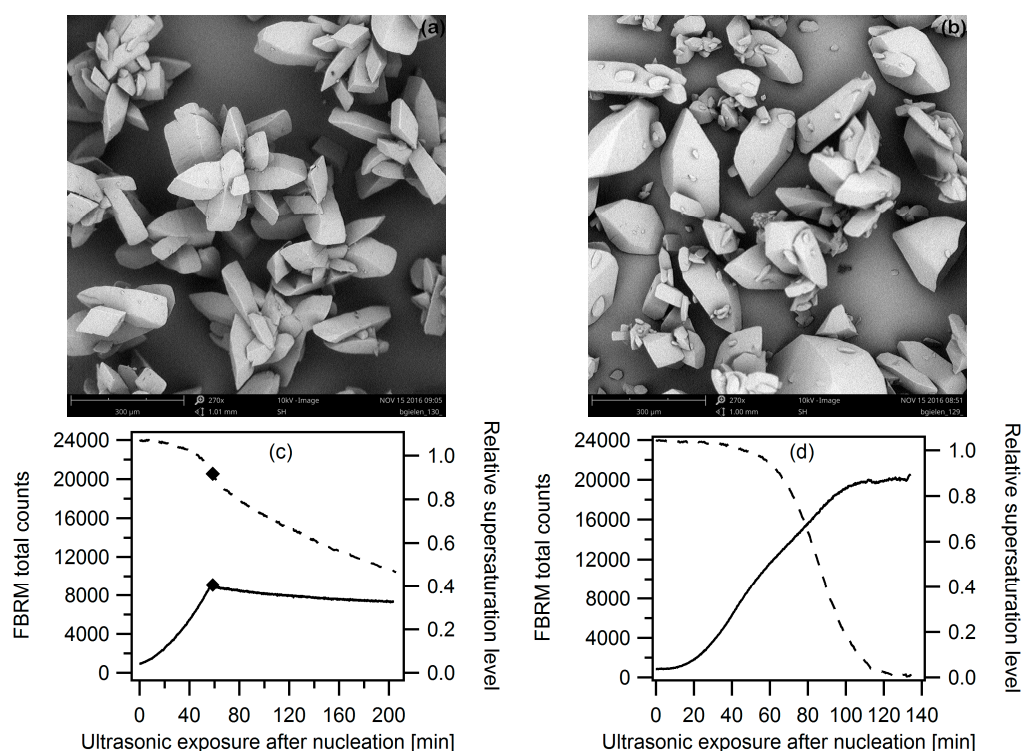 (a)
(b)
270x 10kV - Image NOV 15 2016 09:05
300 µm 1.01 mm SH bgielen_130_
270x 10kV - Image NOV 15 2016 08:51
300 µm 1.00 mm SH bgielen_129_
(c)
24000
20000
16000
12000
8000
4000
0
FBRM total counts
1.0
0.8
0.6
0.4
0.2
0.0
Relative supersaturation level
0 40 80 120 160 200
Ultrasonic exposure after nucleation [min]
(d)
24000
20000
16000
12000
8000
4000
0
FBRM total counts
1.0
0.8
0.6
0.4
0.2
0.0
Relative supersaturation level
0 20 40 60 80 100 120 140
Ultrasonic exposure after nucleation [min]